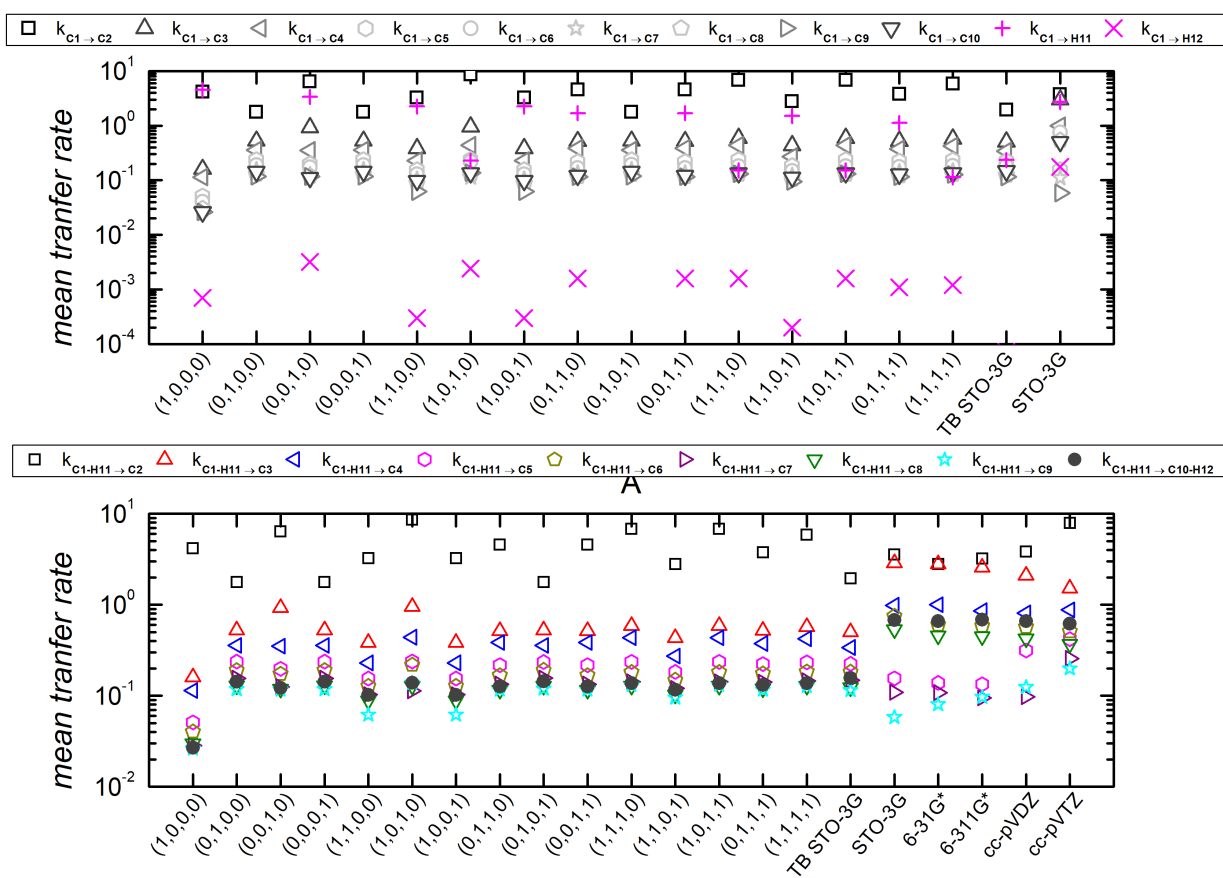 k C1 → C2 k C1 → C3 k C1 → C4 k C1 → C5 k C1 → C6 k C1 → C7 k C1 → C8 k C1 → C9 k C1 → C10 k C1 → H11 k C1 → H12
mean tranfer rate
10^1
10^0
10^-1
10^-2
10^-3
10^-4
(1,0,0,0) (0,1,0,0) (0,0,1,0) (0,0,0,1) (1,1,0,0) (1,0,1,0) (1,0,0,1) (0,1,1,0) (0,1,0,1) (0,0,1,1) (1,1,1,0) (1,1,0,1) (1,0,1,1) (0,1,1,1) (1,1,1,1) TB STO-3G STO-3G
k C1-H11 → C2 k C1-H11 → C3 k C1-H11 → C4 k C1-H11 → C5 k C1-H11 → C6 k C1-H11 → C7 k C1-H11 → C8 k C1-H11 → C9 k C1-H11 → C10-H12
A
mean tranfer rate
10^1
10^0
10^-1
10^-2
(1,0,0,0) (0,1,0,0) (0,0,1,0) (0,0,0,1) (1,1,0,0) (1,0,1,0) (1,0,0,1) (0,1,1,0) (0,1,0,1) (0,0,1,1) (1,1,1,0) (1,1,0,1) (1,0,1,1) (0,1,1,1) (1,1,1,1) TB STO-3G STO-3G 6-31G* 6-311G* cc-pVDZ cc-pVTZ